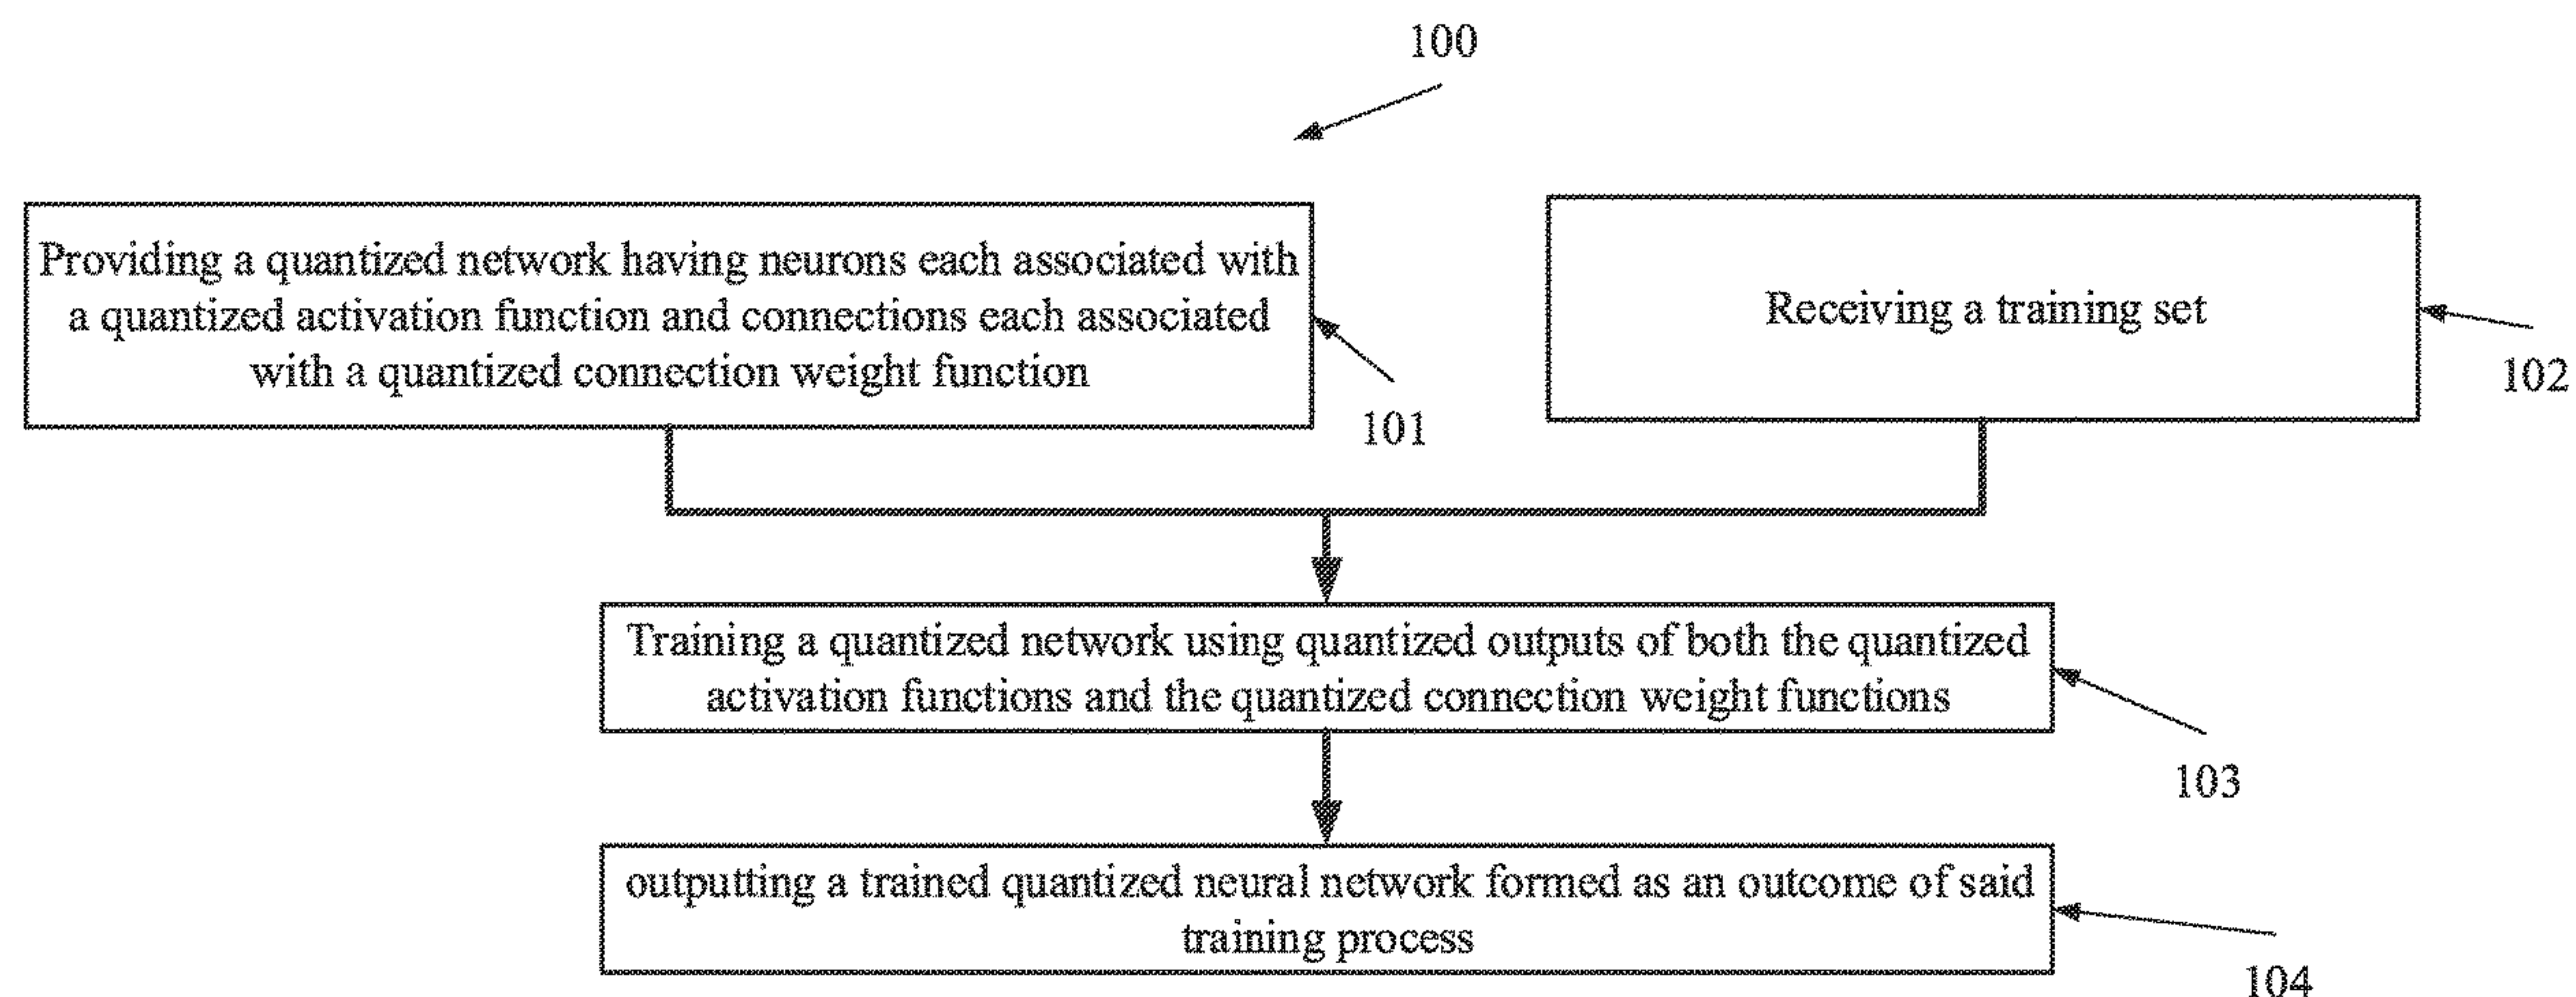 100
Providing a quantized network having neurons each associated with
a quantized activation function and connections each associated
with a quantized connection weight function
101
Receiving a training set
102
Training a quantized network using quantized outputs of both the quantized
activation functions and the quantized connection weight functions
103
outputting a trained quantized neural network formed as an outcome of said
training process
104